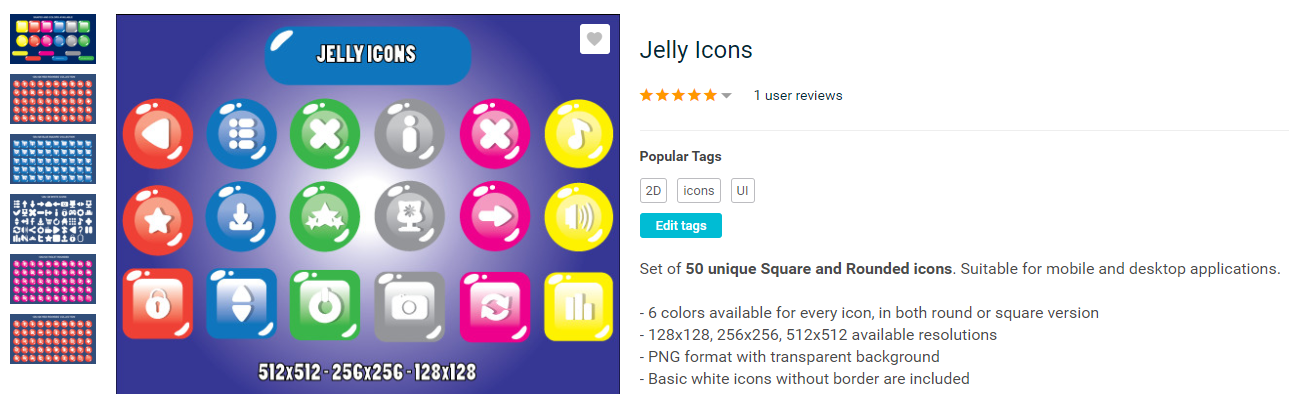 JELLY ICONS
512x512 - 256x256 - 128x128
Jelly Icons
1 user reviews
Popular Tags
2D icons UI
Edit tags
Set of 50 unique Square and Rounded icons. Suitable for mobile and desktop applications.
- 6 colors available for every icon, in both round or square version
- 128x128, 256x256, 512x512 available resolutions
- PNG format with transparent background
- Basic white icons without border are included